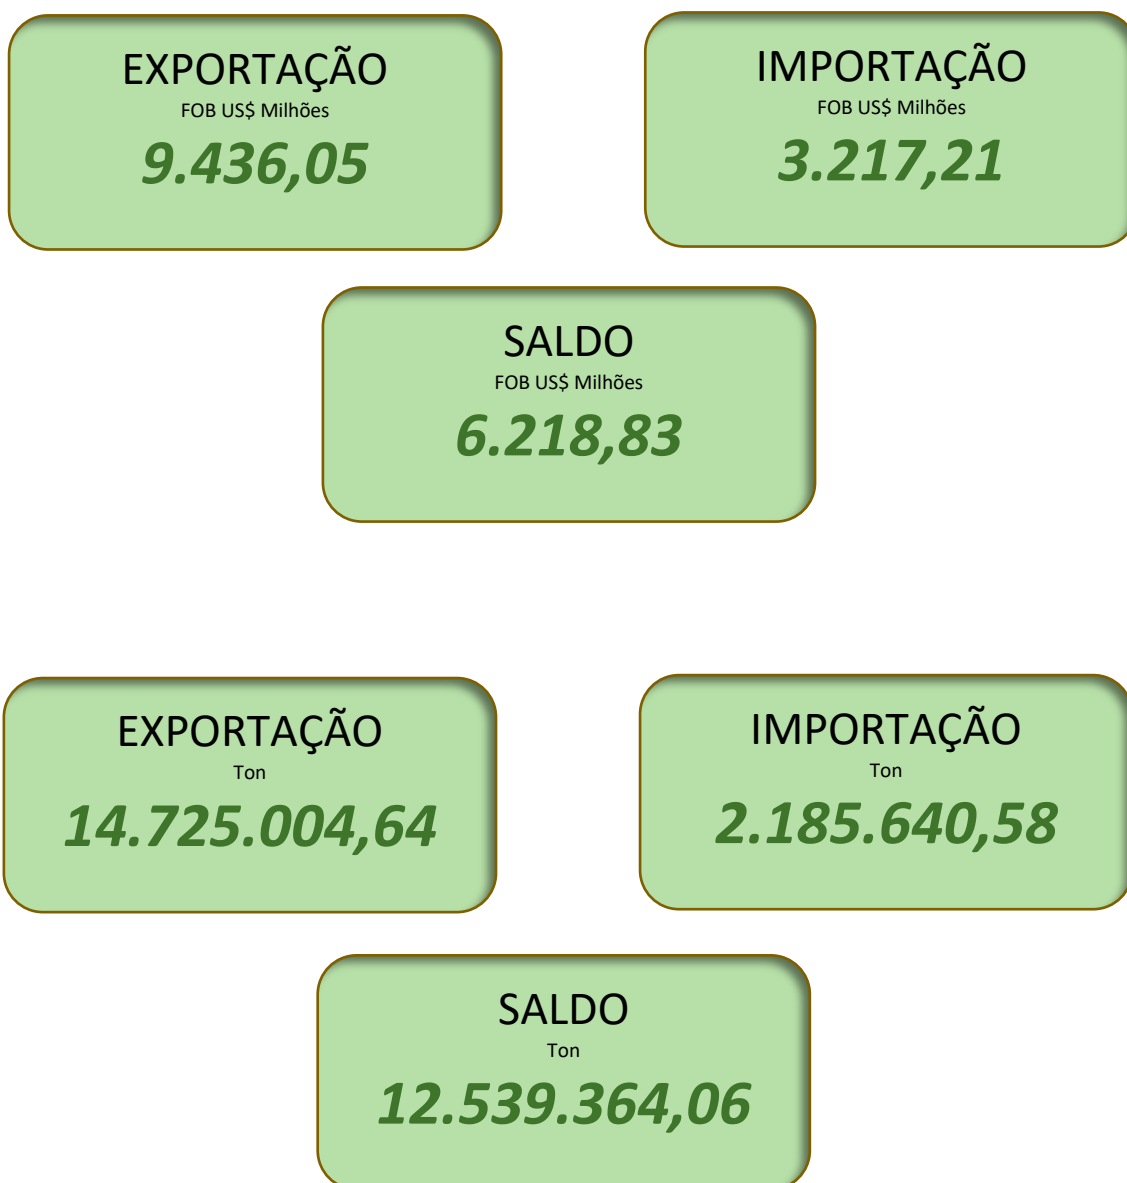 EXPORTAÇÃO
FOB US$ Milhões
9.436,05
IMPORTAÇÃO
FOB US$ Milhões
3.217,21
SALDO
FOB US$ Milhões
6.218,83
EXPORTAÇÃO
Ton
14.725.004,64
IMPORTAÇÃO
Ton
2.185.640,58
SALDO
Ton
12.539.364,06